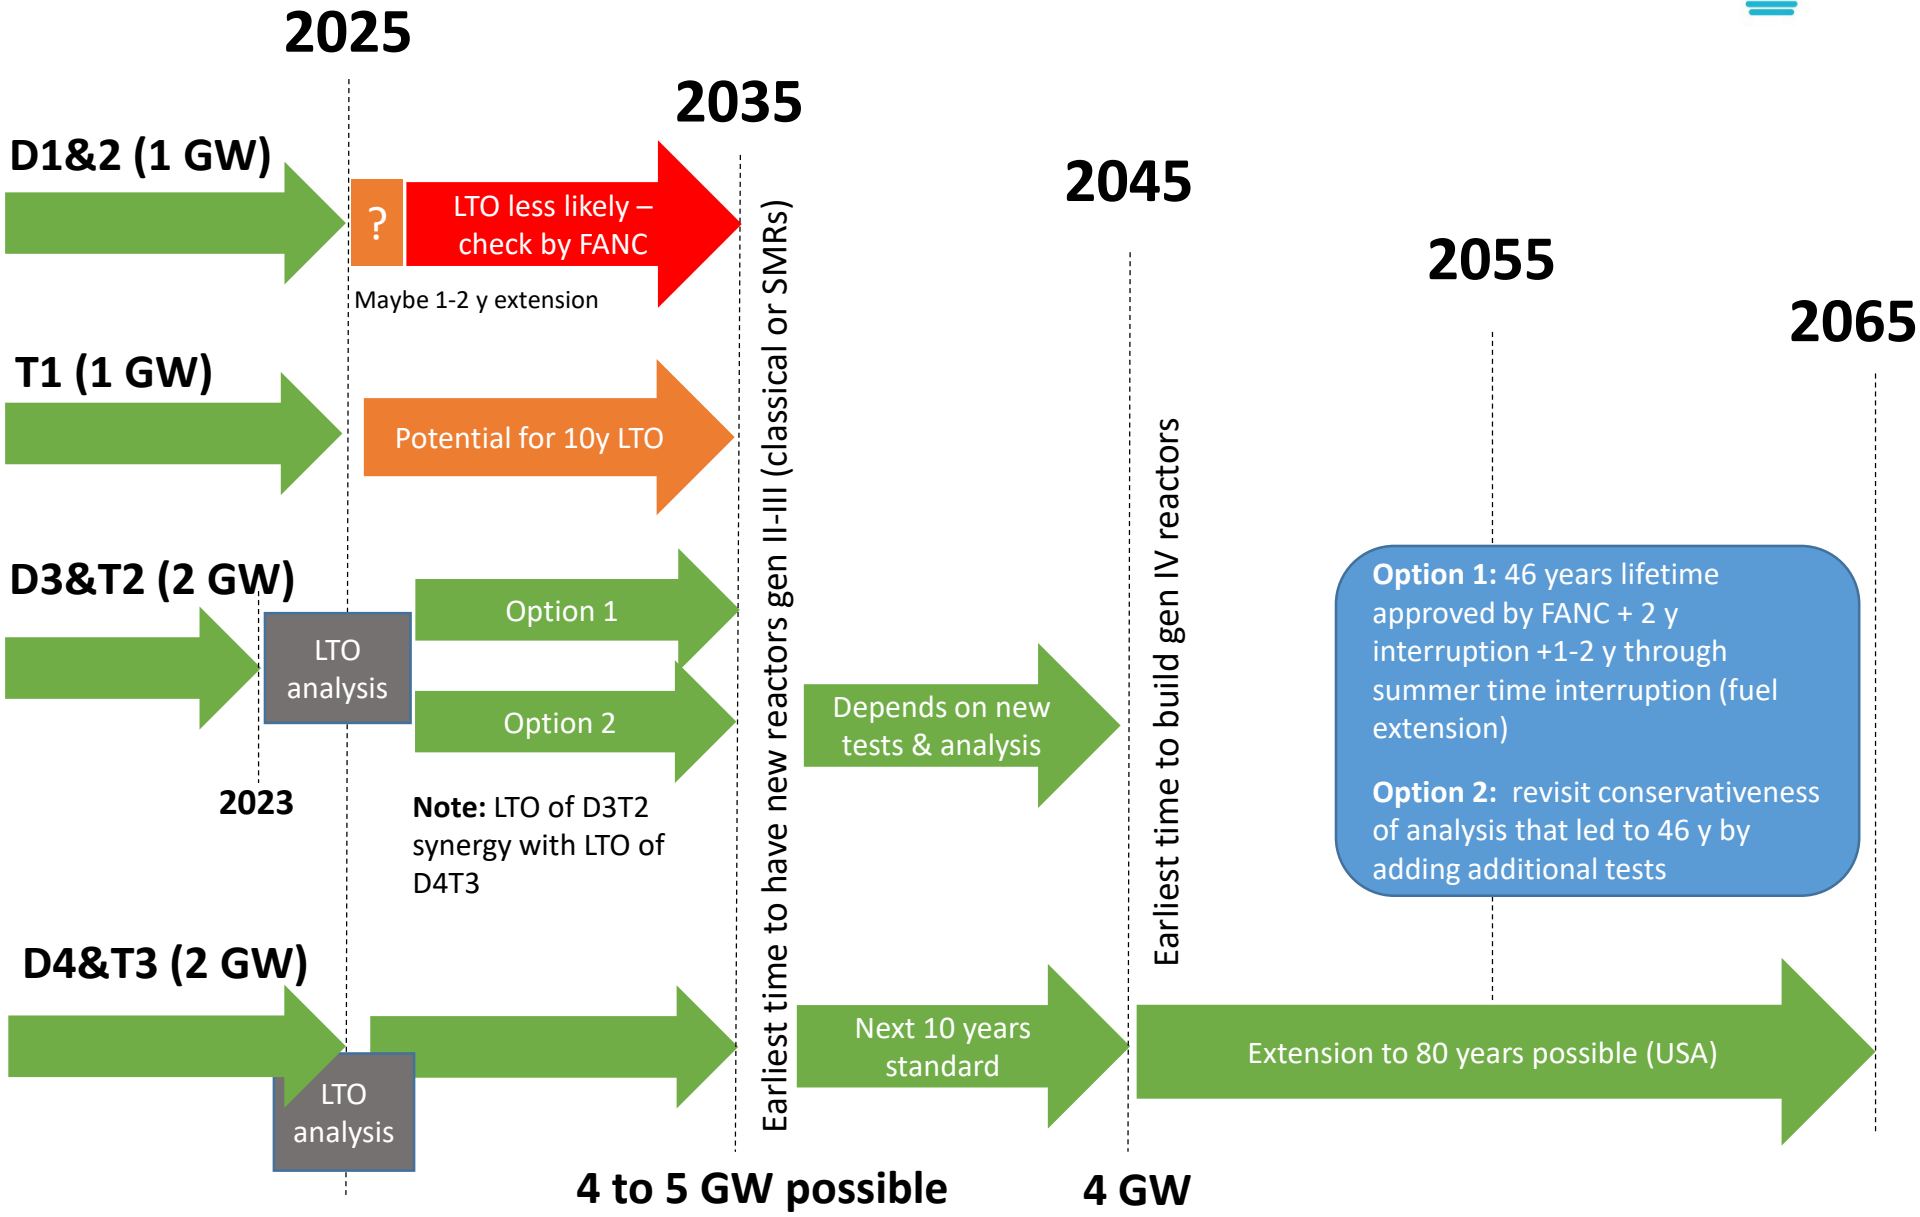 2025
2035
2045
2055
2065
D1&2 (1 GW)
?
LTO less likely –
check by FANC
Maybe 1-2 y extension
T1 (1 GW)
Potential for 10y LTO
D3&T2 (2 GW)
LTO
analysis
2023
Option 1
Option 2
Note: LTO of D3T2
synergy with LTO of
D4T3
Depends on new
tests & analysis
Earliest time to have new reactors gen II-III (classical or SMRs)
Earliest time to build gen IV reactors
Option 1: 46 years lifetime
approved by FANC + 2 y
interruption +1-2 y through
summer time interruption (fuel
extension)
Option 2: revisit conservativeness
of analysis that led to 46 y by
adding additional tests
D4&T3 (2 GW)
LTO
analysis
Next 10 years
standard
Extension to 80 years possible (USA)
4 to 5 GW possible
4 GW